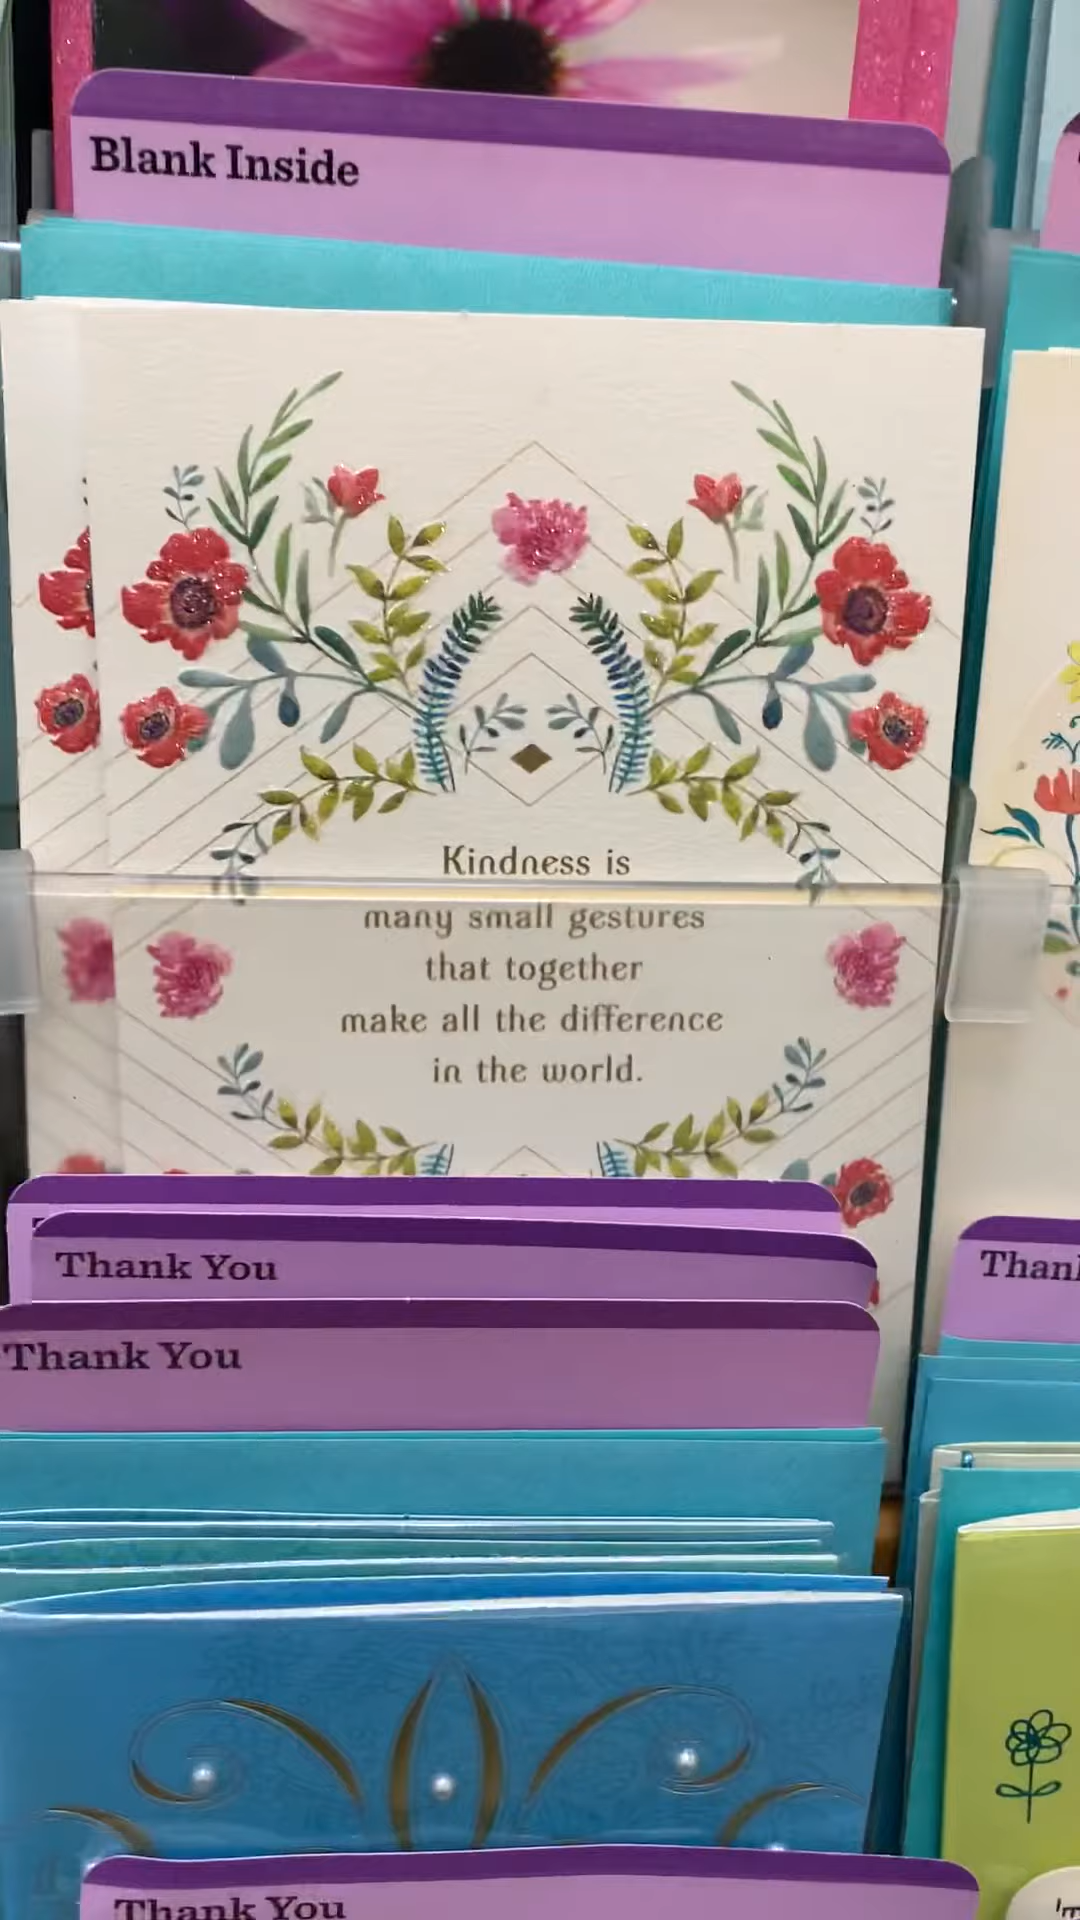 Blank Inside
Kindness is
many small gestures
that together
make all the difference
in the world.
Thank You
Thank You
Thank You